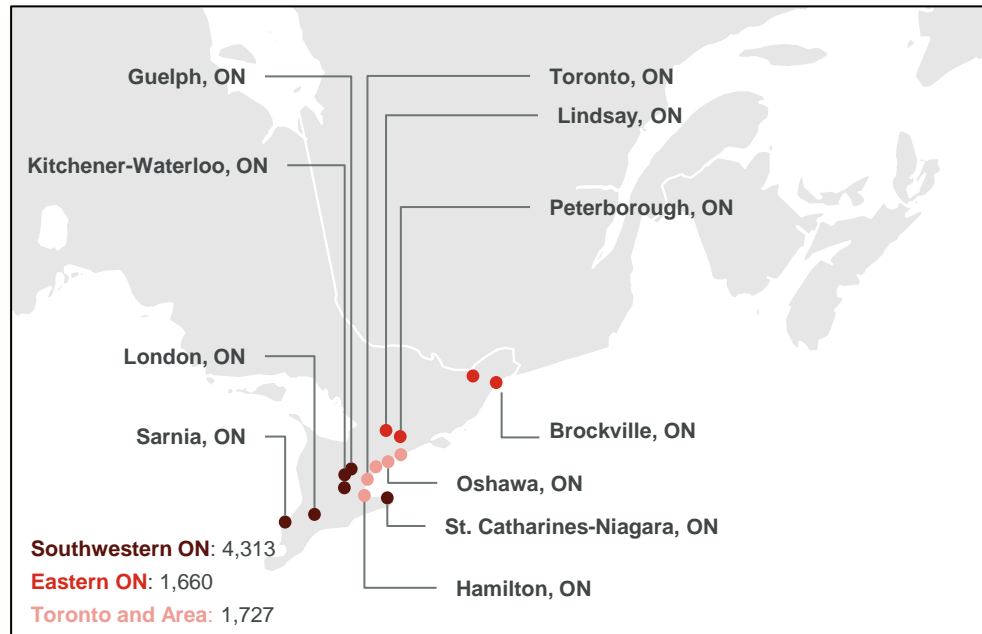 Guelph, ON
Toronto, ON
Lindsay, ON
Kitchener-Waterloo, ON
Peterborough, ON
London, ON
Sarnia, ON
Brockville, ON
Oshawa, ON
St. Catharines-Niagara, ON
Southwestern ON: 4,313
Eastern ON: 1,660
Hamilton, ON
Toronto and Area: 1,727